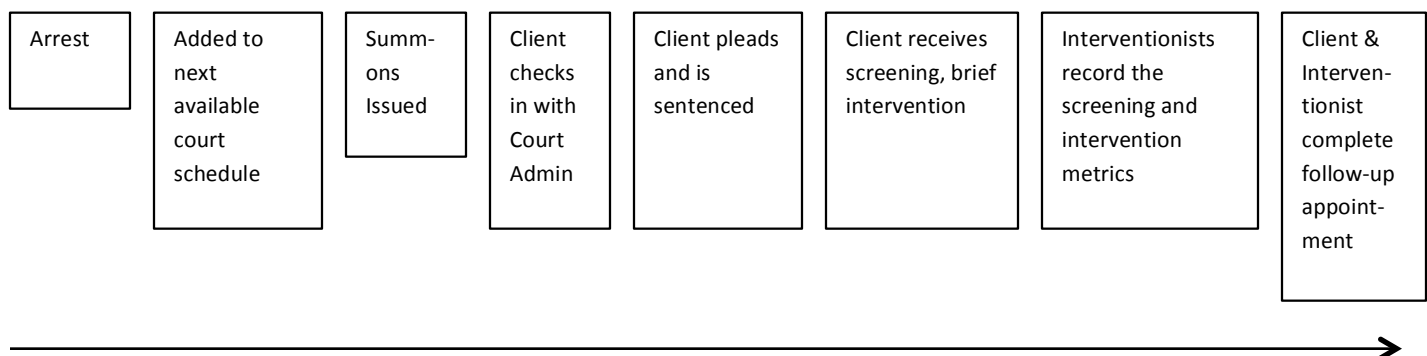 Arrest
Added to
next
available
court
schedule
Summ-
ons
Issued
Client
checks
in with
Court
Admin
Client pleads
and is
sentenced
Client receives
screening, brief
intervention
Interventionists
record the
screening and
intervention
metrics
Client &
Interven-
tionist
complete
follow-up
appoint-
ment